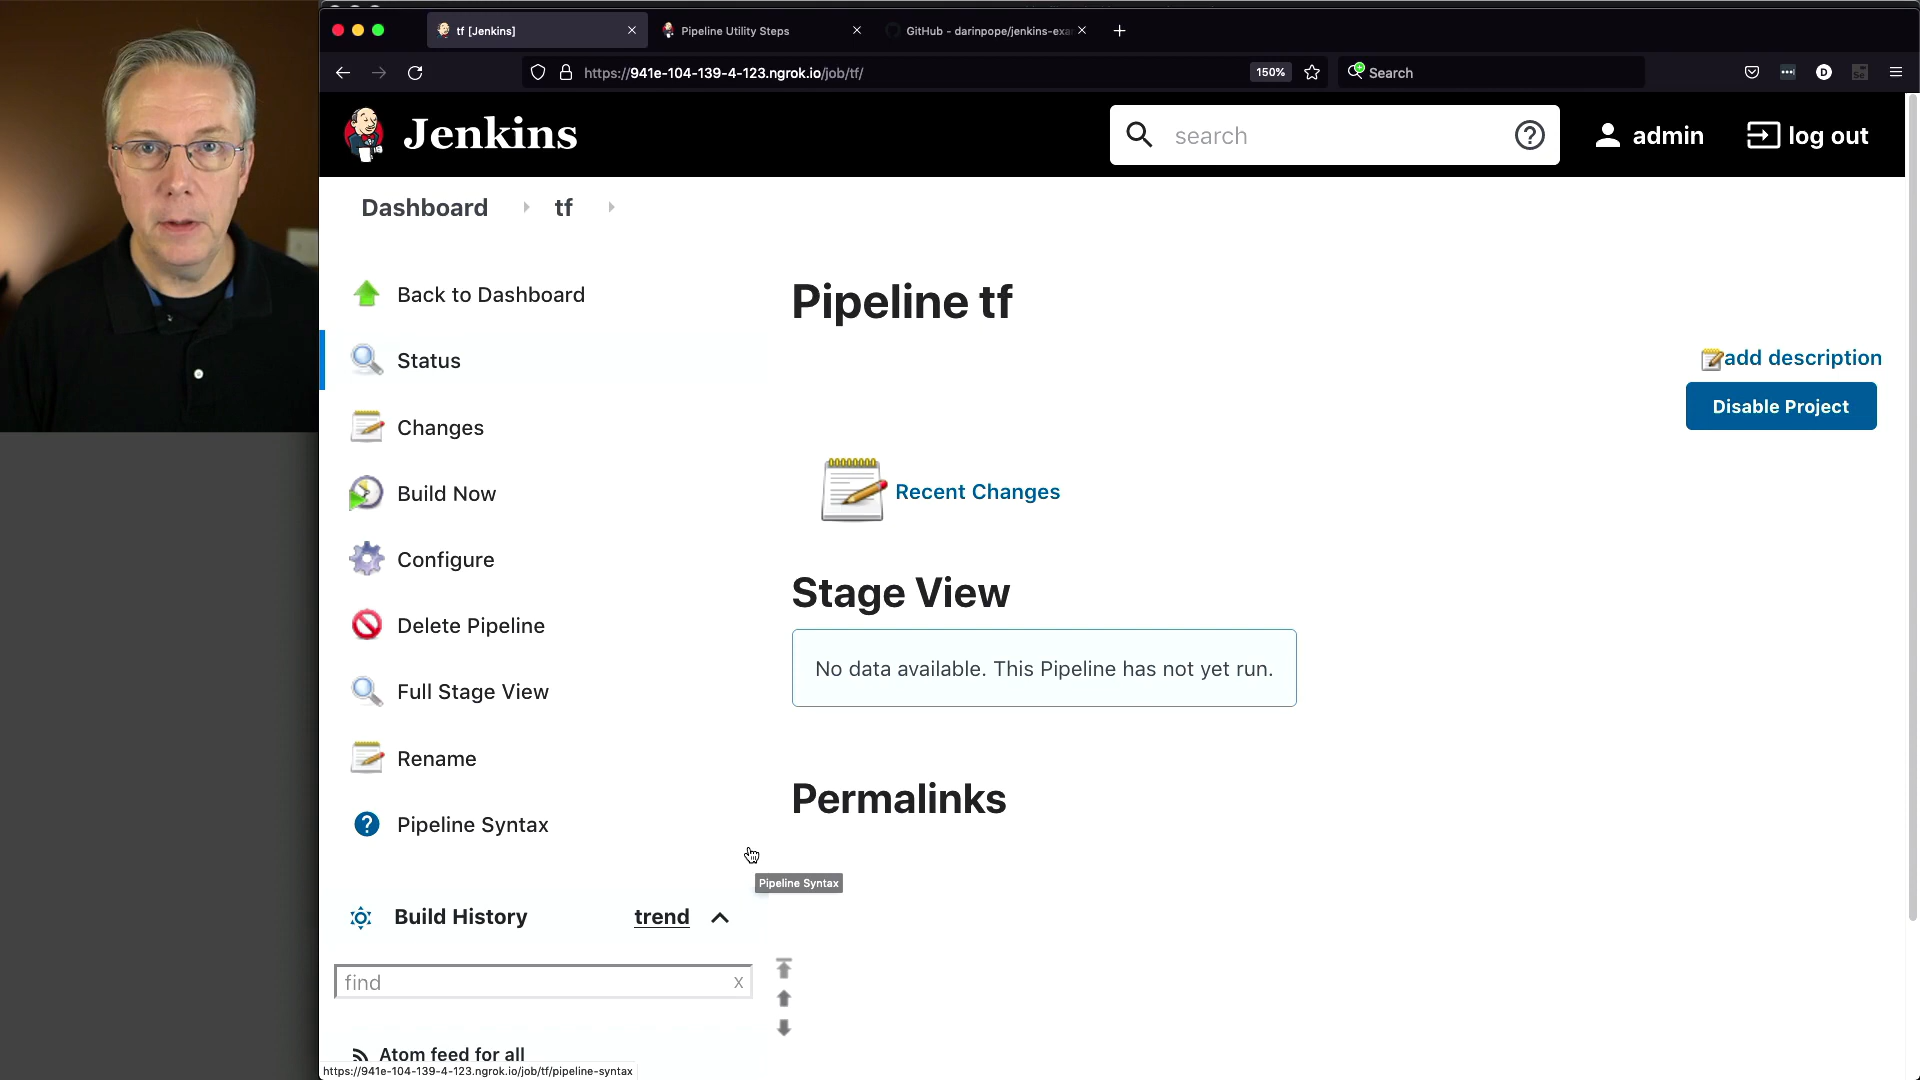 tf [Jenkins]
Pipeline Utility Steps
GitHub - darinpope/jenkins-exa
https://941e-104-139-4-123.ngrok.io/job/tf/
150%
Search
D
Jenkins
search
admin
log out
Dashboard
tf
Back to Dashboard
Status
Changes
Build Now
Configure
Delete Pipeline
Full Stage View
Rename
Pipeline Syntax
Pipeline tf
add description
Disable Project
Recent Changes
Stage View
No data available. This Pipeline has not yet run.
Permalinks
Pipeline Syntax
Build History
trend
find
x
Atom feed for all
https://941e-104-139-4-123.ngrok.io/job/tf/pipeline-syntax